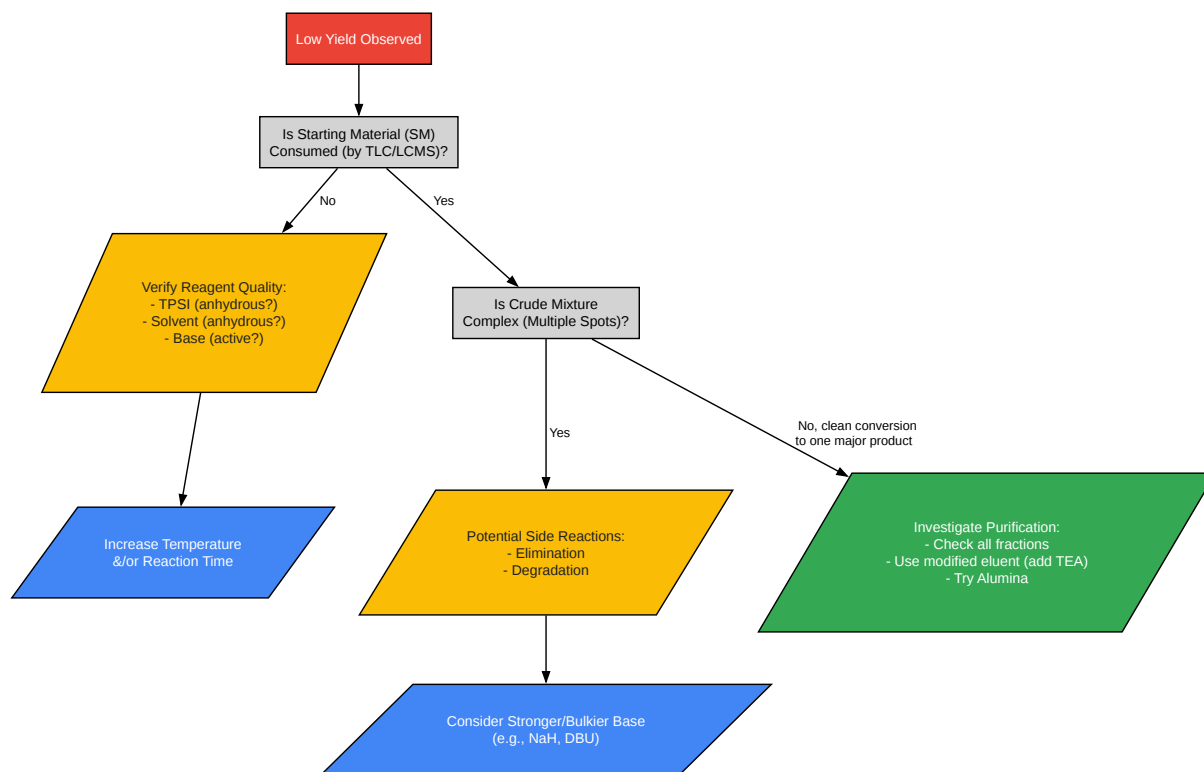 Low Yield Observed
Is Starting Material (SM)
Consumed (by TLC/LCMS)?
No
Yes
Verify Reagent Quality:
- TPSI (anhydrous?)
- Solvent (anhydrous?)
- Base (active?)
Is Crude Mixture
Complex (Multiple Spots)?
Yes
No, clean conversion
to one major product
Increase Temperature
&/or Reaction Time
Potential Side Reactions:
- Elimination
- Degradation
Investigate Purification:
- Check all fractions
- Use modified eluent (add TEA)
- Try Alumina
Consider Stronger/Bulkier Base
(e.g., NaH, DBU)